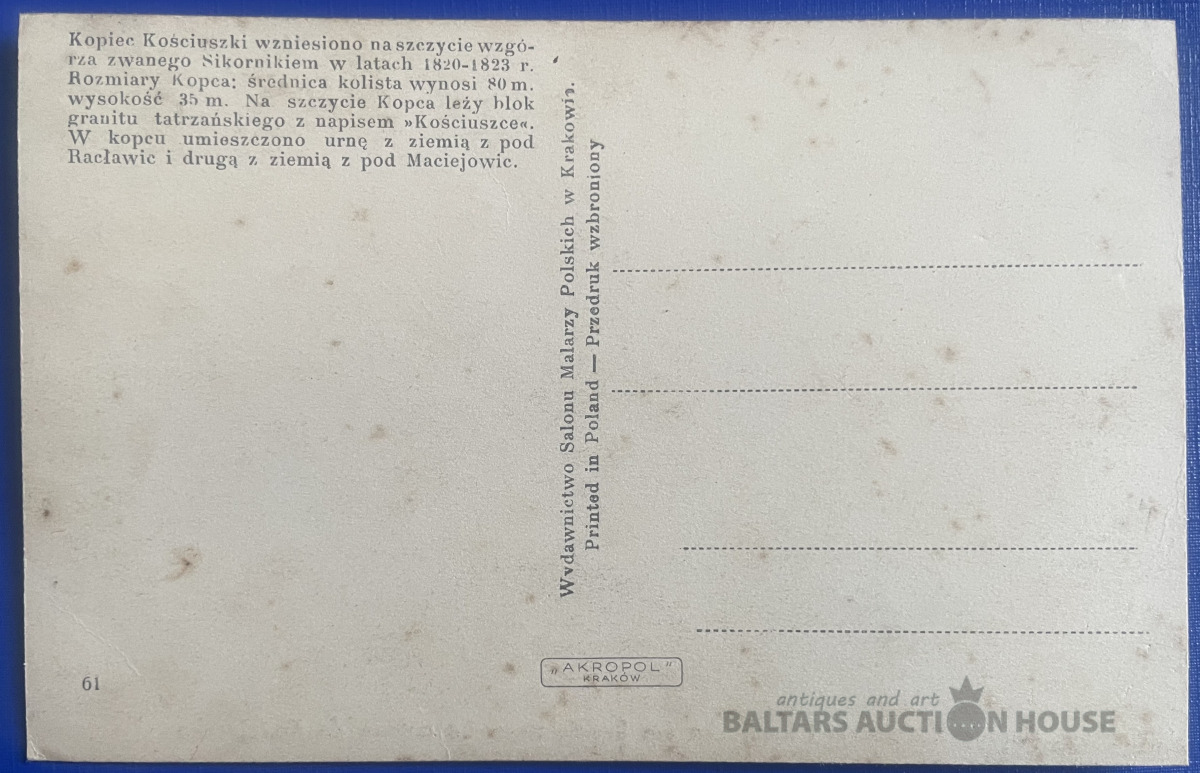 Kopiec Kościuszki wzniesiono na szczycie wzgó-
rza zwanego Sikornikiem w latach 1820-1823 r.
Rozmiary Kopca: średnica kolista wynosi 80 m.
wysokość 35 m. Na szczycie Kopca leży blok
granitu tatrzańskiego z napisem »Kościuszce«.
W kopcu umieszczono urnę z ziemią z pod
Racławic i drugą z ziemią z pod Maciejowic.
Wydawnictwo Salonu Malarzy Polskich w Krakowie.
Printed in Poland — Przedruk wzbroniony
61
„AKROPOL"
KRAKÓW
antiques and art
BALTARS AUCTION HOUSE